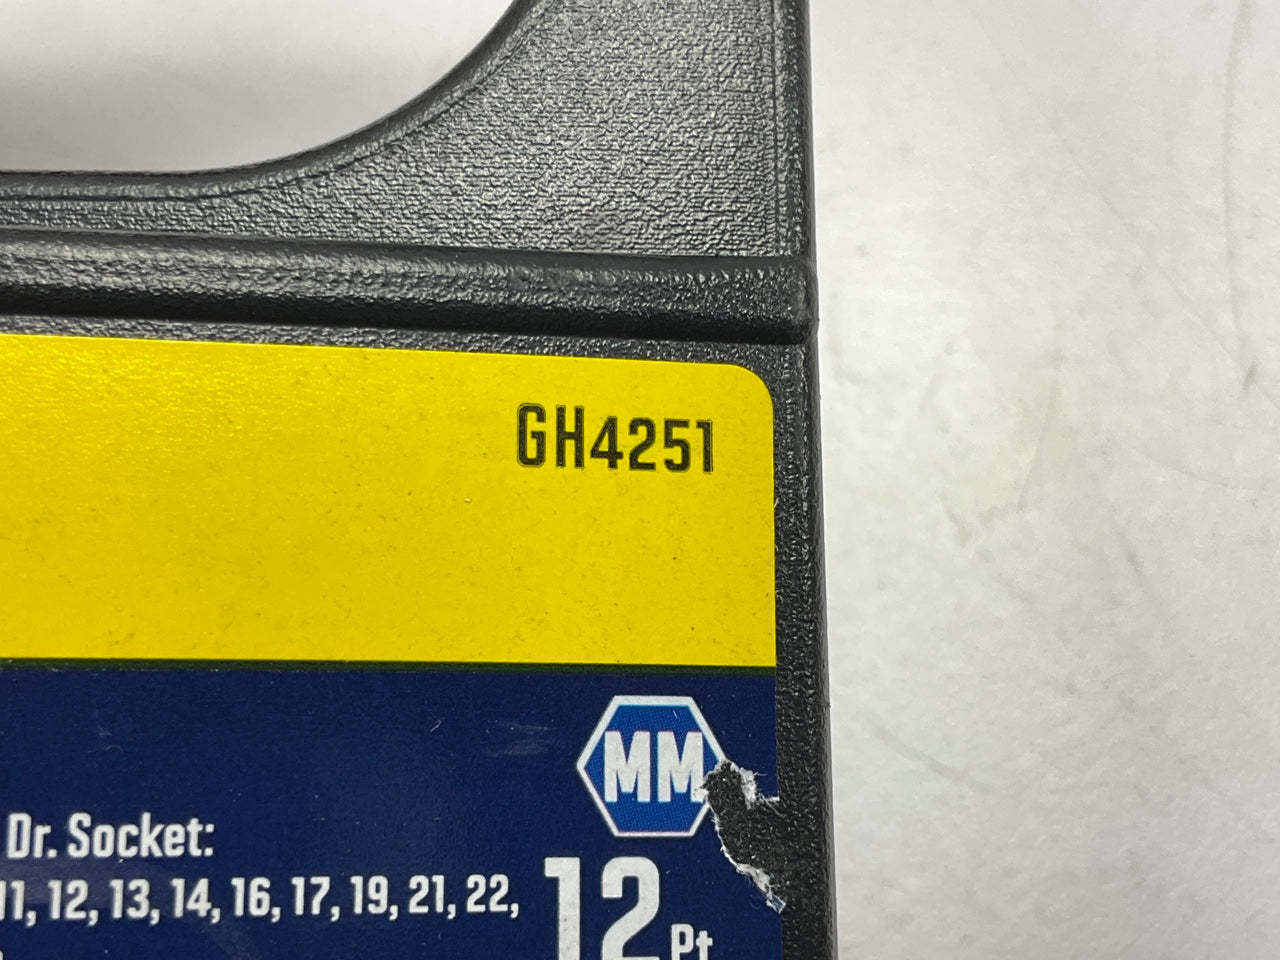 GH4251
MM
Dr. Socket:
11, 12, 13, 14, 16, 17, 19, 21, 22,
12 Pt